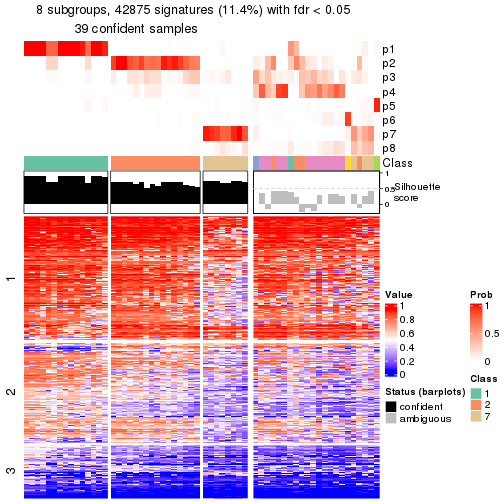 8 subgroups, 42875 signatures (11.4%) with fdr < 0.05
39 confident samples
p1
p2
p3
p4
p5
p6
p7
p8
Class
1
0.5
0
Silhouette
score
1
2
3
Value
1
0.8
0.6
0.4
0.2
0
Prob
1
0.5
0
Status (barplots)
confident
ambiguous
Class
1
2
7